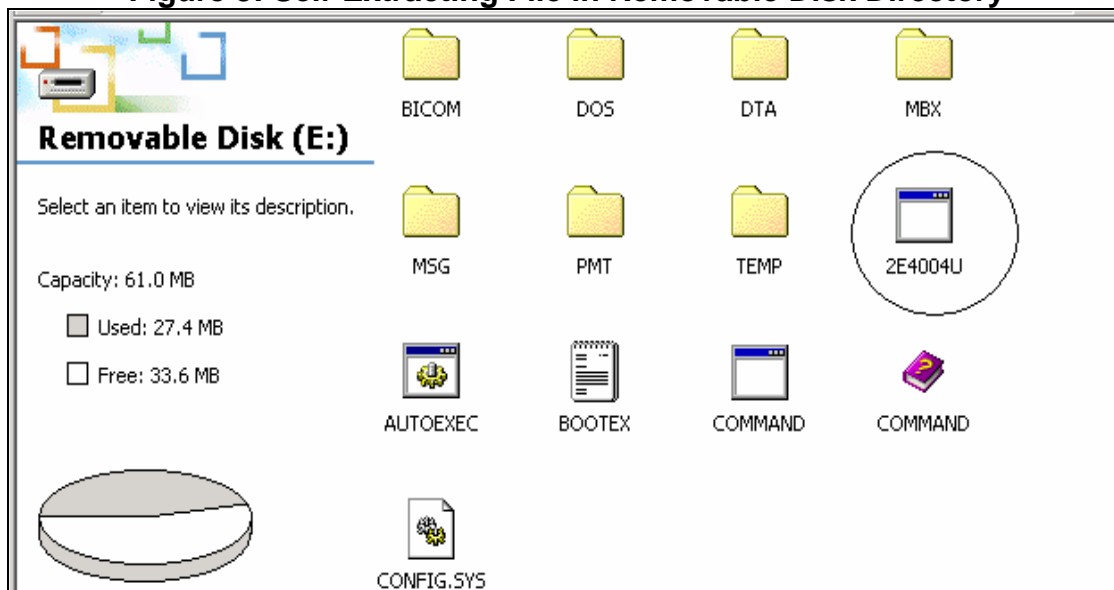 Figure 3: Self-Extracting File in Removable Disk Directory
BICOM
DOS
DTA
MBX
Removable Disk (E:)
Select an item to view its description.
MSG
PMT
TEMP
2E4004U
Capacity: 61.0 MB
Used: 27.4 MB
Free: 33.6 MB
AUTOEXEC
BOOTEX
COMMAND
COMMAND
CONFIG.SYS